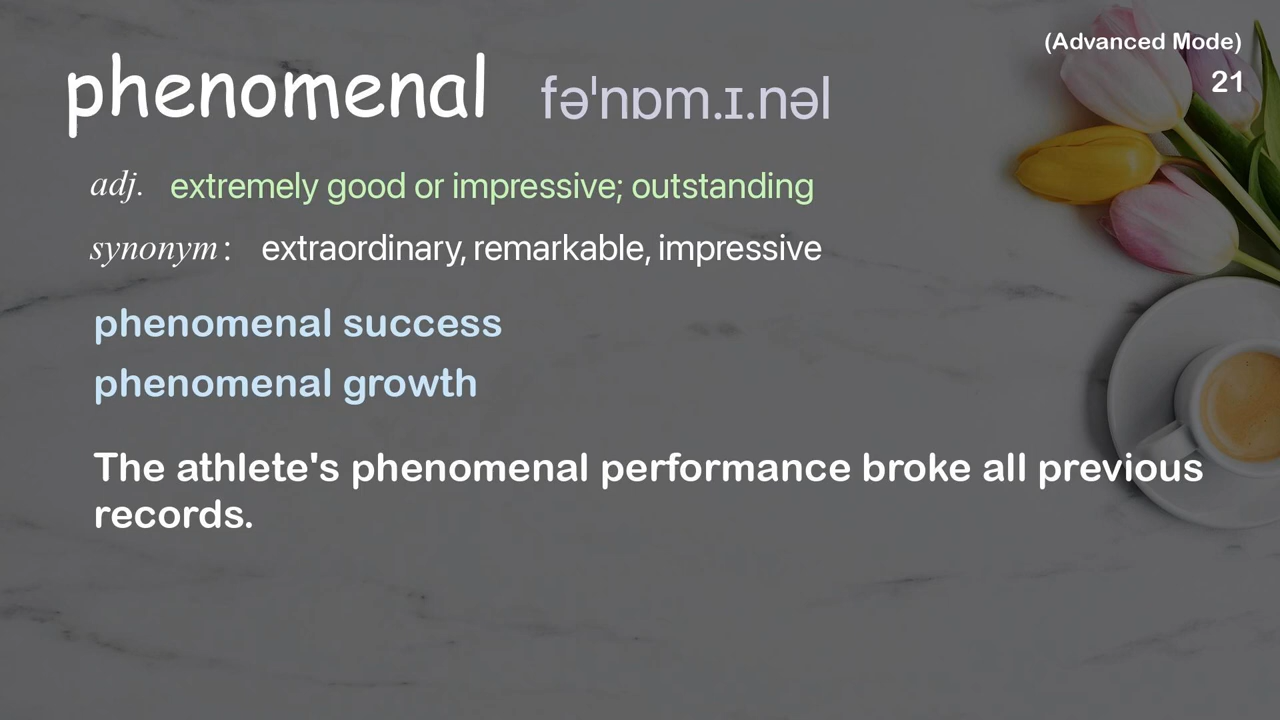 (Advanced Mode)
21
phenomenal fəˈnɒm.ɪ.nəl
adj. extremely good or impressive; outstanding
synonym: extraordinary, remarkable, impressive
phenomenal success
phenomenal growth
The athlete's phenomenal performance broke all previous
records.